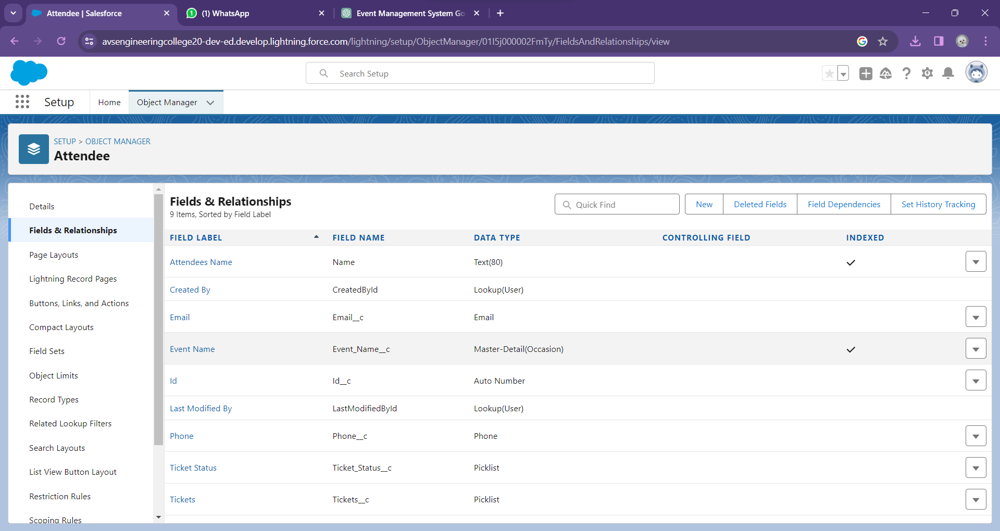 Attendee | Salesforce
1
(1) WhatsApp
Event Management System Go
avsengineeringcollege20-dev-ed.develop.lightning.force.com/lightning/setup/ObjectManager/01I5j000002FmTy/FieldsAndRelationships/view
Search Setup
Setup
Home
Object Manager
SETUP > OBJECT MANAGER
Attendee
Details
Fields & Relationships
Page Layouts
Lightning Record Pages
Buttons, Links, and Actions
Compact Layouts
Field Sets
Object Limits
Record Types
Related Lookup Filters
Search Layouts
List View Button Layout
Restriction Rules
Scoping Rules
Fields & Relationships
9 Items, Sorted by Field Label
Quick Find
New
Deleted Fields
Field Dependencies
Set History Tracking
FIELD LABEL FIELD NAME DATA TYPE CONTROLLING FIELD INDEXED
Attendees Name Name Text(80)
Created By CreatedById Lookup(User)
Email Email__c Email
Event Name Event_Name__c Master-Detail(Occasion)
Id Id__c Auto Number
Last Modified By LastModifiedById Lookup(User)
Phone Phone__c Phone
Ticket Status Ticket_Status__c Picklist
Tickets Tickets__c Picklist